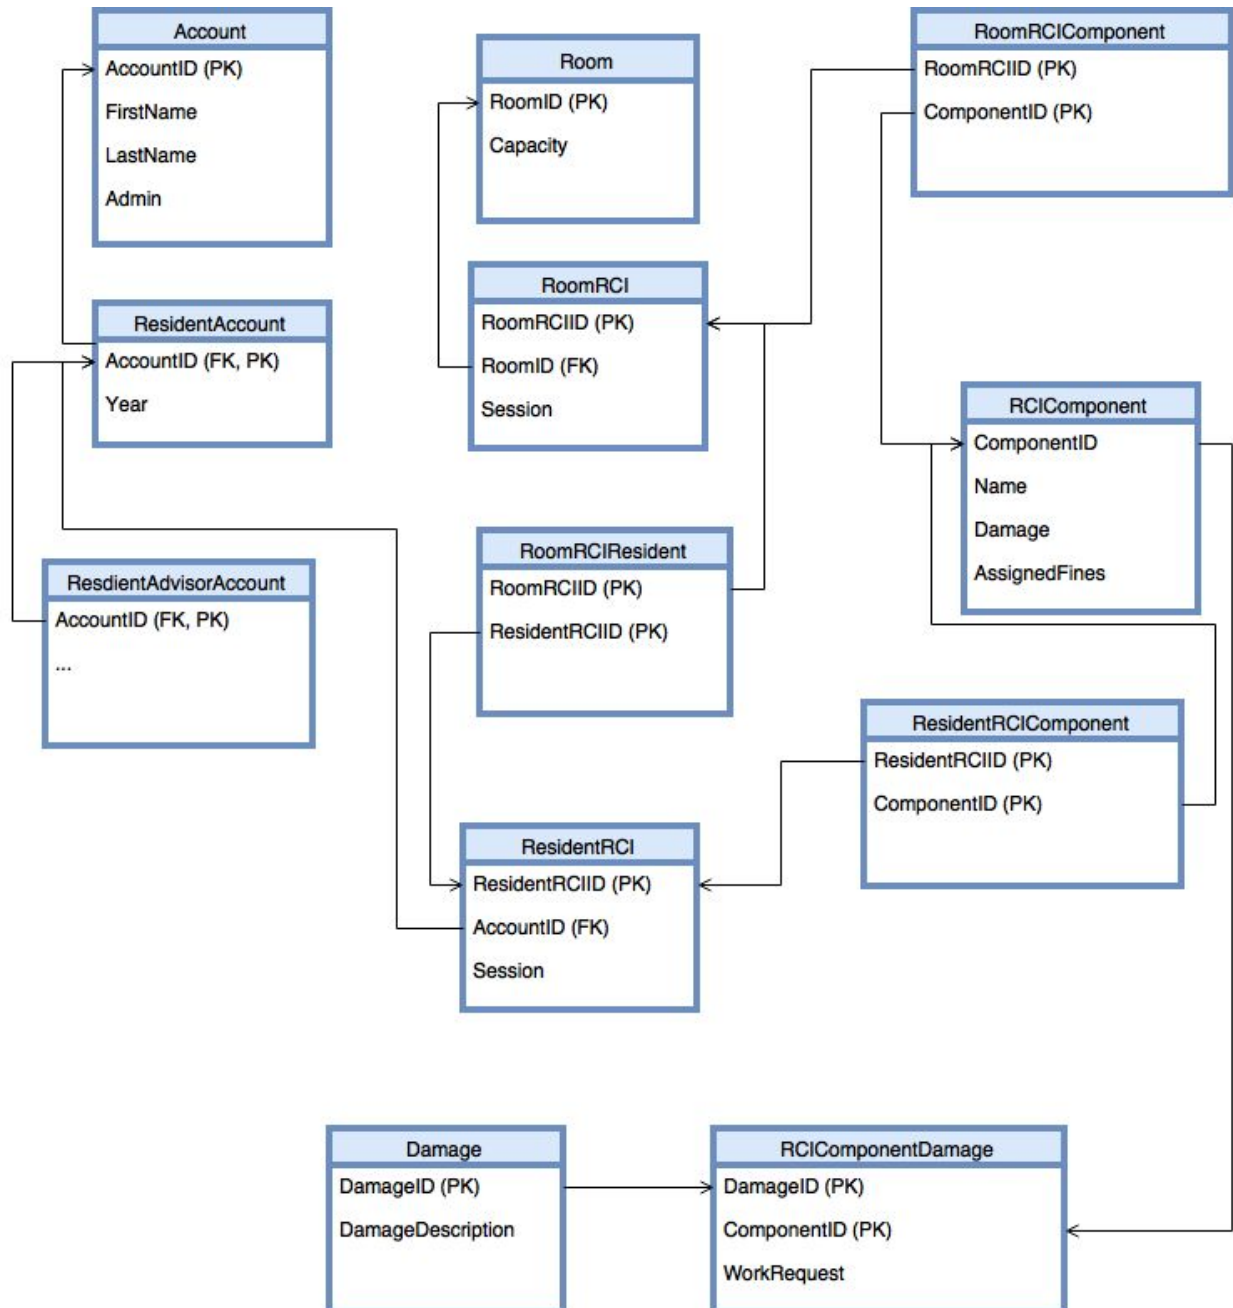 Account
AccountID (PK)
FirstName
LastName
Admin
Room
RoomID (PK)
Capacity
RoomRCIComponent
RoomRCIID (PK)
ComponentID (PK)
ResidentAccount
AccountID (FK, PK)
Year
RoomRCI
RoomRCIID (PK)
RoomID (FK)
Session
RCIComponent
ComponentID
Name
Damage
AssignedFines
ResdientAdvisorAccount
AccountID (FK, PK)
...
RoomRCIResident
RoomRCIID (PK)
ResidentRCIID (PK)
ResidentRCIComponent
ResidentRCIID (PK)
ComponentID (PK)
ResidentRCI
ResidentRCIID (PK)
AccountID (FK)
Session
Damage
DamageID (PK)
DamageDescription
RCIComponentDamage
DamageID (PK)
ComponentID (PK)
WorkRequest